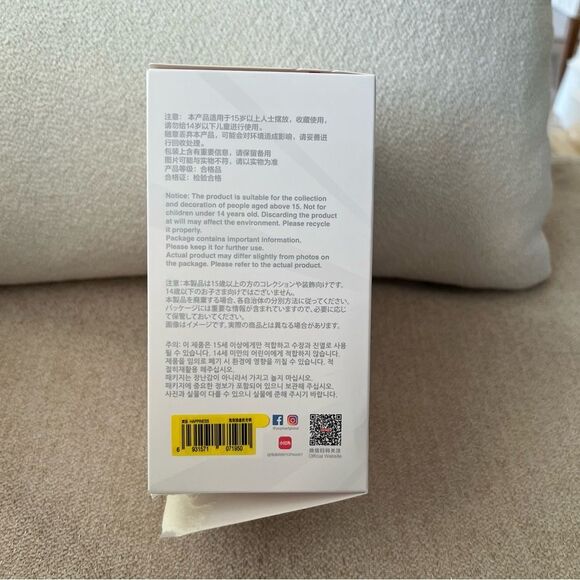 注意： 本产品适用于15岁以上人士摆放，收藏使用，
请勿给14岁以下儿童进行使用。
随意丢弃本产品，可能会对环境造成影响，请妥善进
行回收处理。
包装上含有重要信息，请保留备用
图片可能与实物不符，请以实物为准
产品等级：合格品
合格证：检验合格
Notice: The product is suitable for the collection
and decoration of people aged above 15. Not for
children under 14 years old. Discarding the product
at will may affect the environment. Please recycle
it properly.
Package contains important information.
Please keep it for further use.
Actual product may differ slightly from photos on
the package. Please refer to the actual product.
注意：本製品は15歳以上の方のコレクションや装飾向けです。
14歳以下のお子さま向けではございません。
本製品を廃棄する場合、各自治体の分別方法に従ってください。
パッケージには重要な情報が含まれていますので、必要に応じ
て保管しておいてください。
画像はイメージです。実際の商品とは異なる場合があります。
주의: 이 제품은 15세 이상에게만 적합하고 수장과 진열로 사용
될 수 있습니다. 14세 미만의 어린이에게 적합하지 않습니다.
제품을 임의로 폐기 시 환경에 영향을 끼칠 수 있습니다. 적
절히재활용 해주십시오.
패키지는 장난감이 아니라서 가지고 놀지 마십시오.
패키지에 중요한 정보가 포함되어 있으니 보관해 주십시오.
사진과 실물이 다를 수 있으니 실물에 준해 주시기 바랍니다.
HAPPINESS
6 931571 071950
小红书
微信扫码关注
Official Website